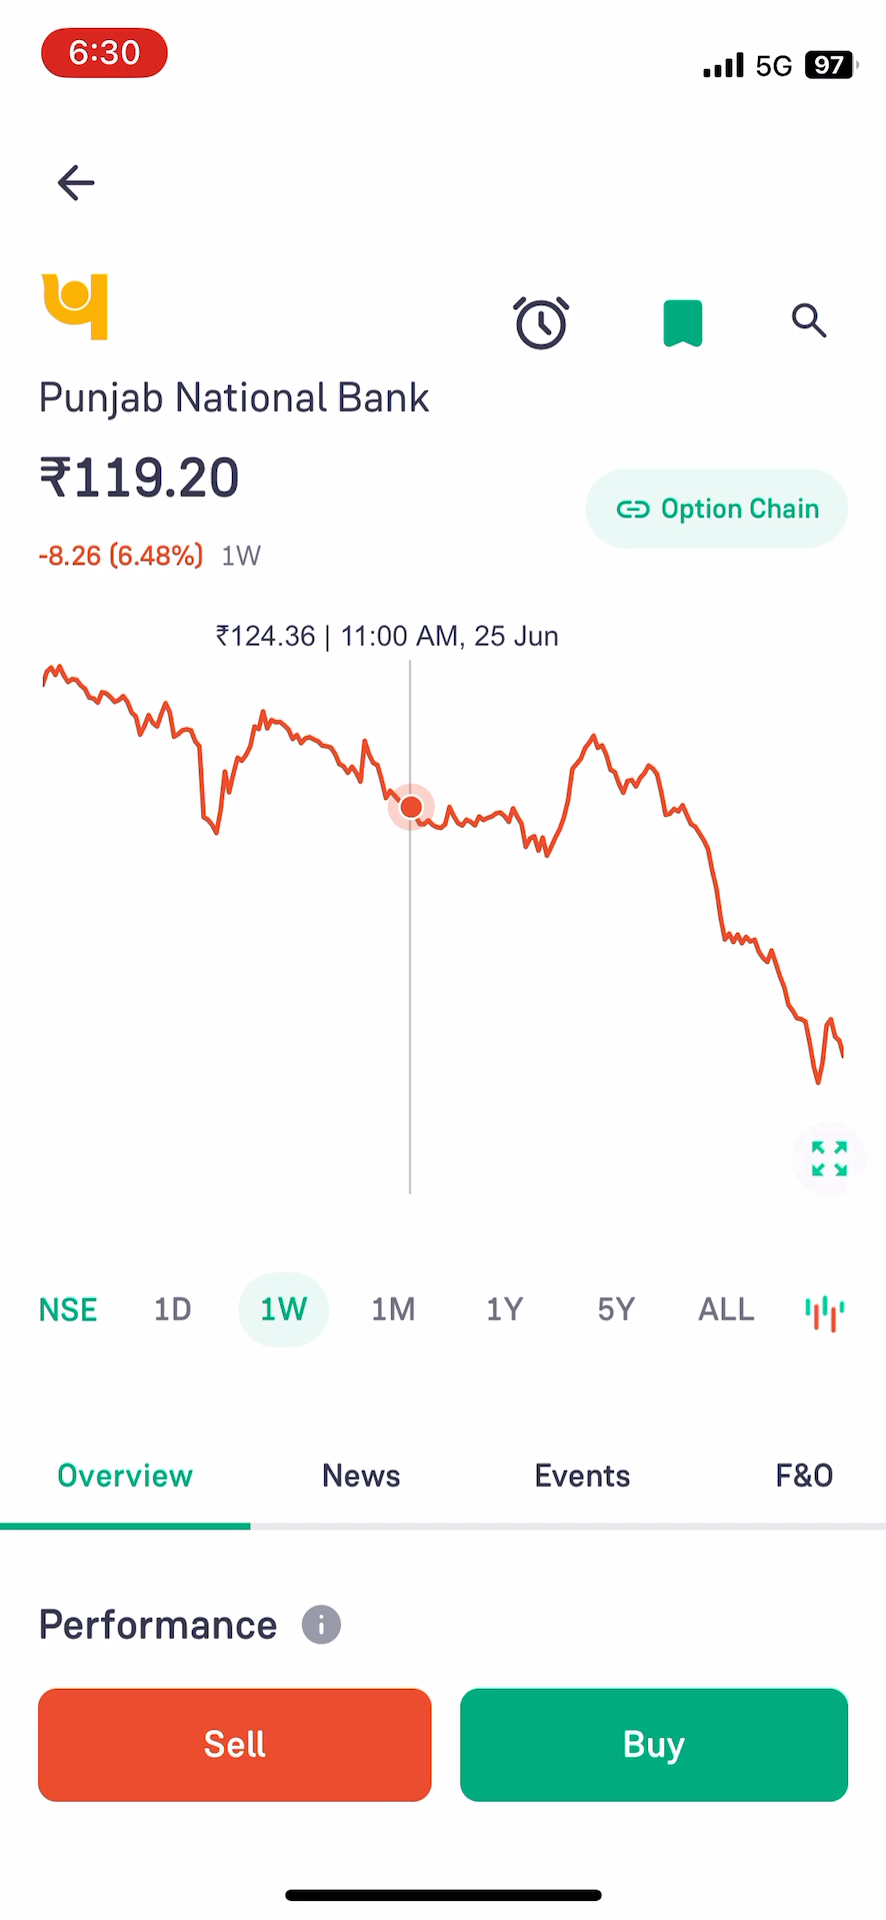 6:30
5G 97
Punjab National Bank
₹119.20
Option Chain
-8.26 (6.48%) 1W
₹124.36 | 11:00 AM, 25 Jun
NSE 1D 1W 1M 1Y 5Y ALL
Overview News Events F&O
Performance i
Sell Buy